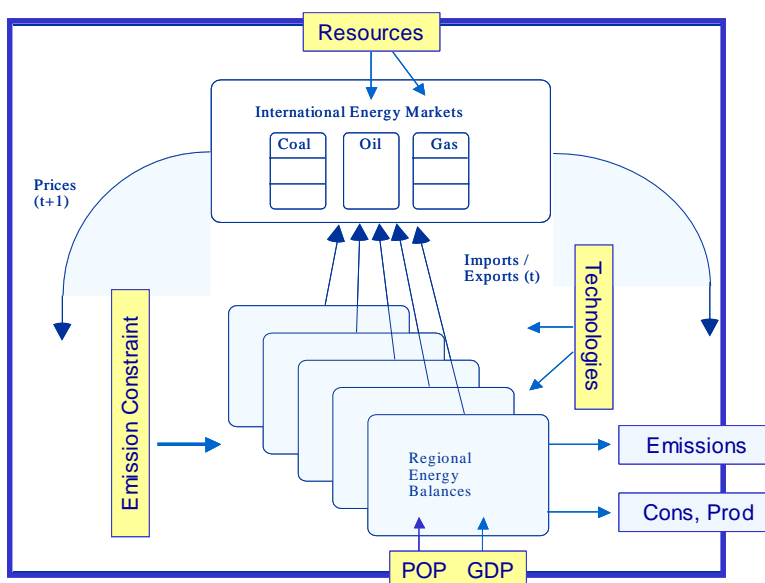 Resources
International Energy Markets
Coal
Oil
Gas
Prices
(t+1)
Imports /
Exports (t)
Technologies
Emission Constraint
Regional
Energy
Balances
Emissions
Cons, Prod
POP GDP